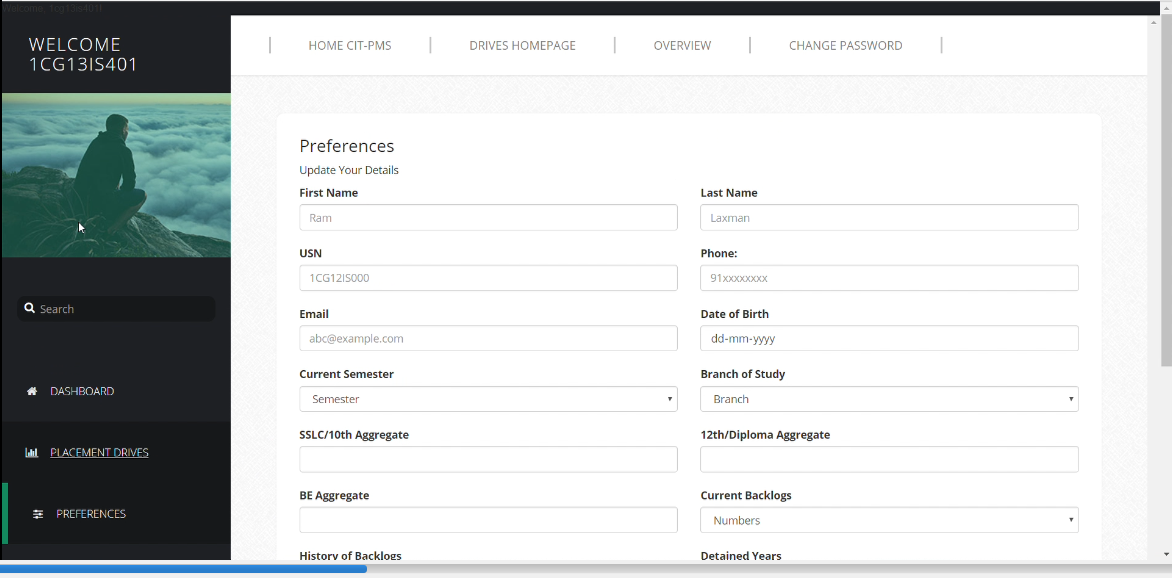 Welcome, 1cg13is401!
WELCOME
1CG13IS401
HOME CIT-PMS
DRIVES HOMEPAGE
OVERVIEW
CHANGE PASSWORD
Search
DASHBOARD
PLACEMENT DRIVES
PREFERENCES
Preferences
Update Your Details
First Name
Last Name
Ram
Laxman
USN
Phone:
1CG12IS000
91xxxxxxxx
Email
Date of Birth
abc@example.com
dd-mm-yyyy
Current Semester
Branch of Study
Semester
Branch
SSLC/10th Aggregate
12th/Diploma Aggregate
BE Aggregate
Current Backlogs
Numbers
History of Backlogs
Detained Years